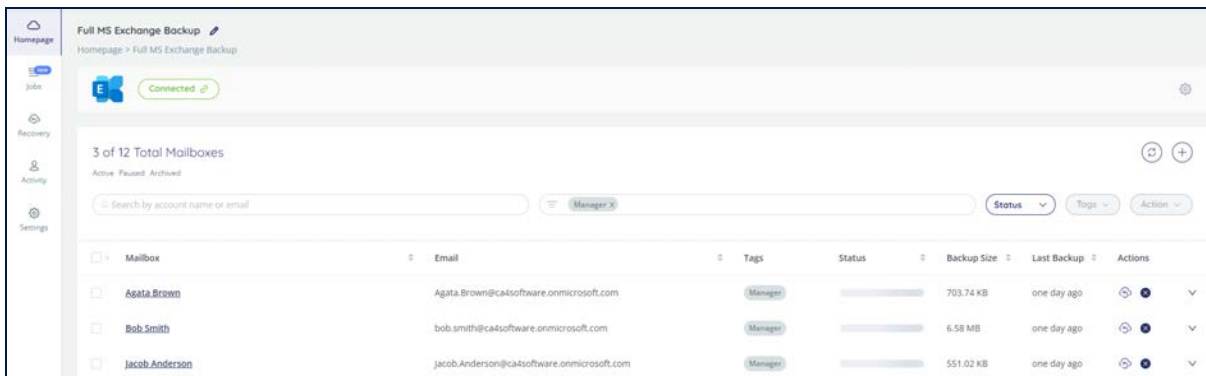 Homepage
NEW
Jobs
Recovery
Activity
Settings
Full MS Exchange Backup
Homepage > Full MS Exchange Backup
E
Connected
3 of 12 Total Mailboxes
Active Paused Archived
Search by account name or email
Manager X
Status
Tags
Action
Mailbox Email Tags Status Backup Size Last Backup Actions
Agata Brown Agata.Brown@ca4software.onmicrosoft.com Manager 703.74 KB one day ago
Bob Smith bob.smith@ca4software.onmicrosoft.com Manager 6.58 MB one day ago
Jacob Anderson Jacob.Anderson@ca4software.onmicrosoft.com Manager 551.02 KB one day ago